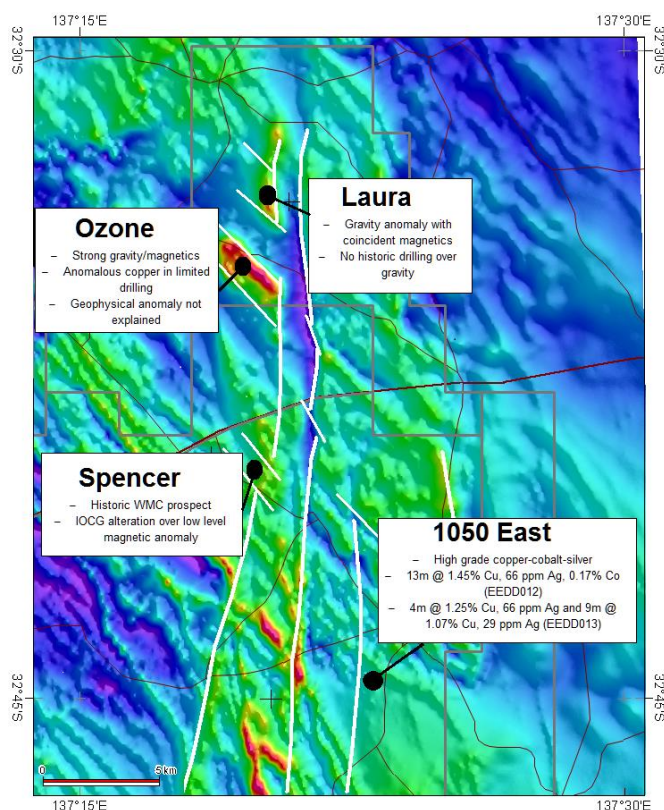 137°15'E
137°30'E
32°30'S
32°30'S
Laura
– Gravity anomaly with
coincident magnetics
– No historic drilling over
gravity
Ozone
– Strong gravity/magnetics
– Anomalous copper in limited
drilling
– Geophysical anomaly not
explained
Spencer
– Historic WMC prospect
– IOCG alteration over low level
magnetic anomaly
1050 East
– High grade copper-cobalt-silver
– 13m @ 1.45% Cu, 66 ppm Ag, 0.17% Co
(EEDD012)
– 4m @ 1.25% Cu, 66 ppm Ag and 9m @
1.07% Cu, 29 ppm Ag (EEDD013)
32°45'S
32°45'S
0 5km
137°15'E
137°30'E